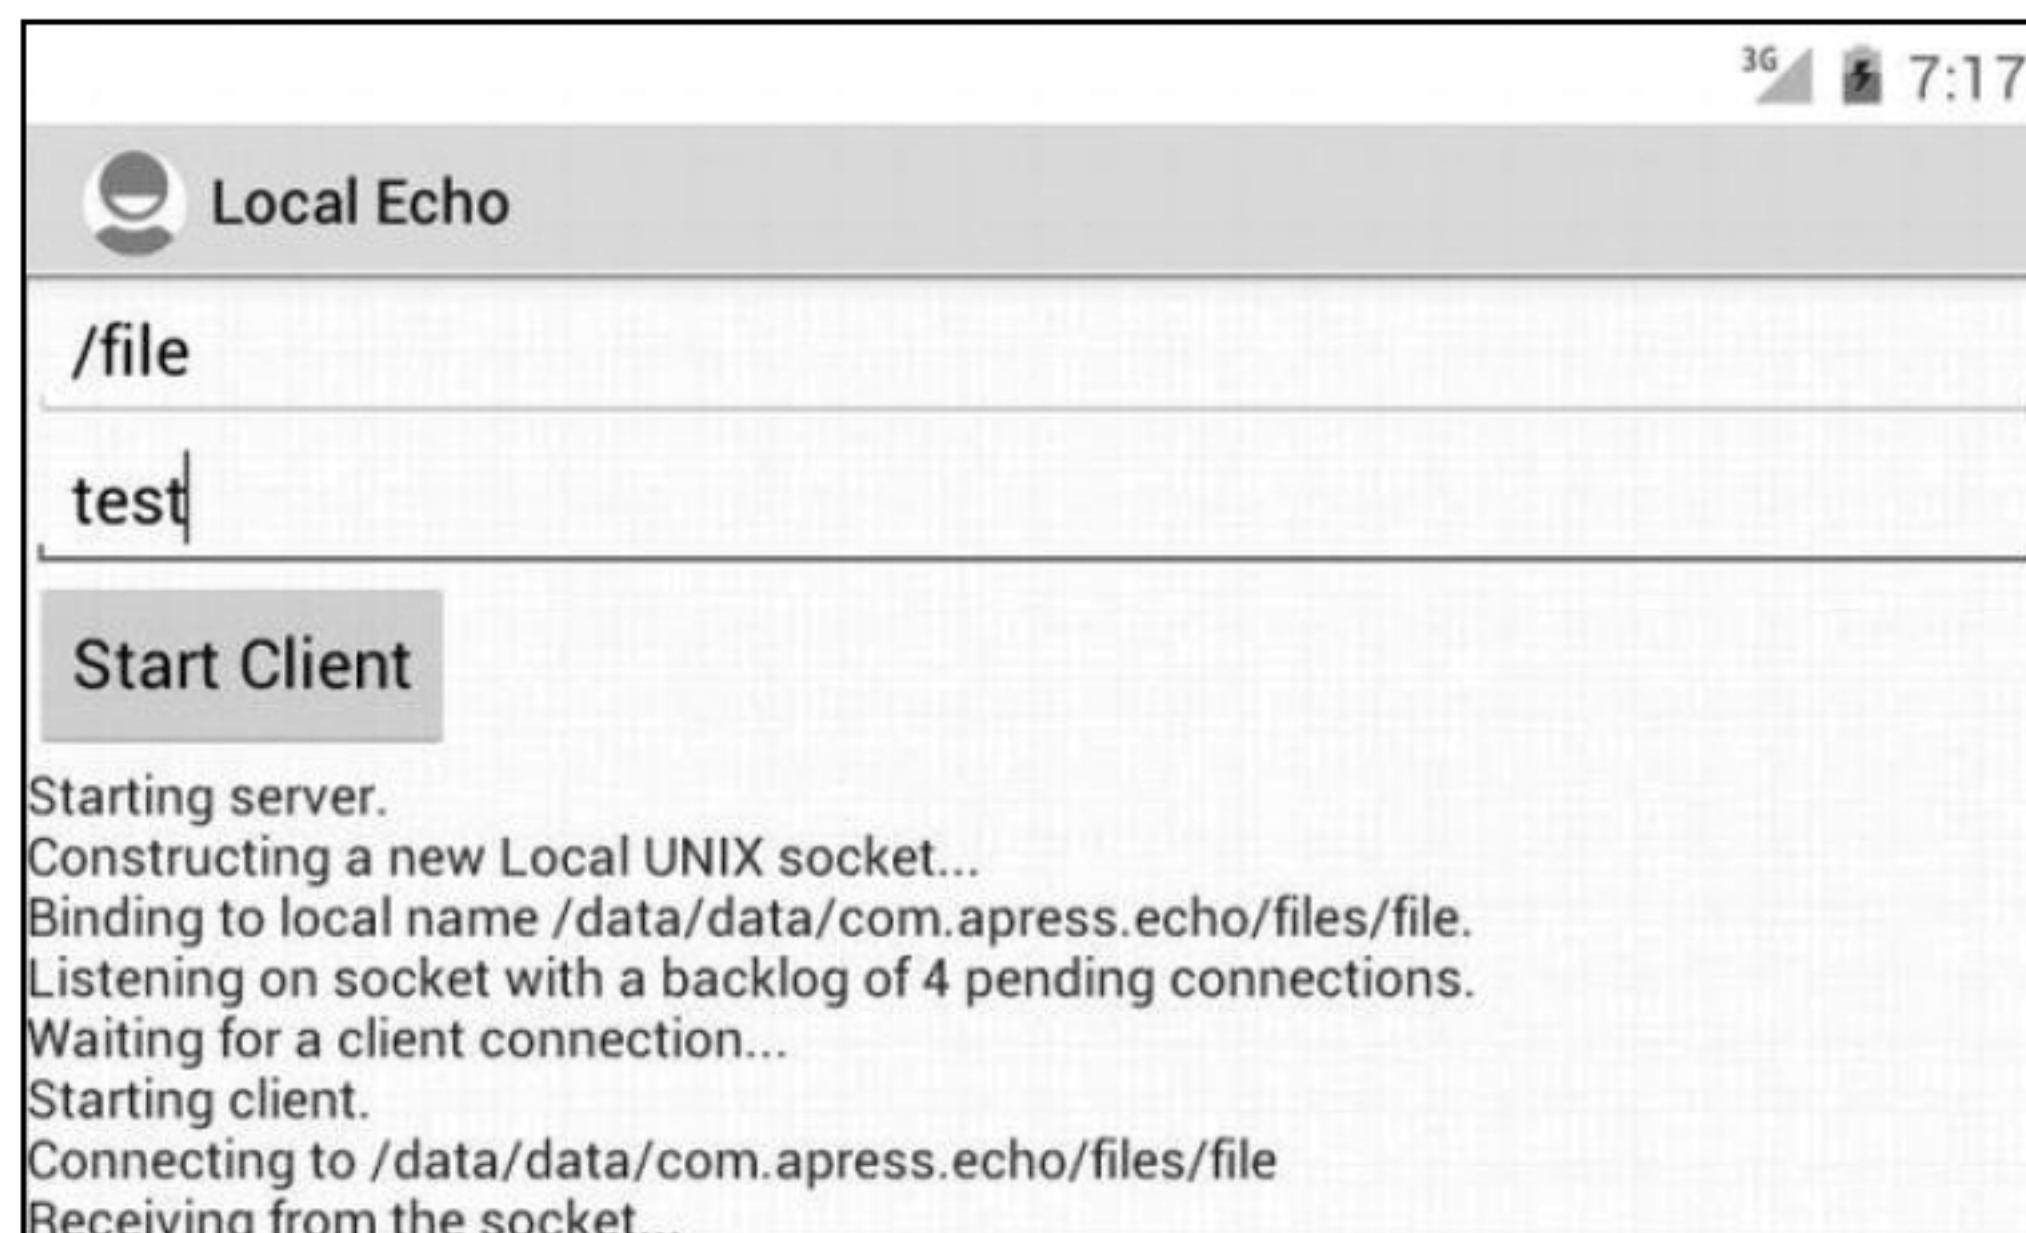 3G 7:17
Local Echo
/file
test
Start Client
Starting server.
Constructing a new Local UNIX socket...
Binding to local name /data/data/com.apress.echo/files/file.
Listening on socket with a backlog of 4 pending connections.
Waiting for a client connection...
Starting client.
Connecting to /data/data/com.apress.echo/files/file
Receiving from the socket...